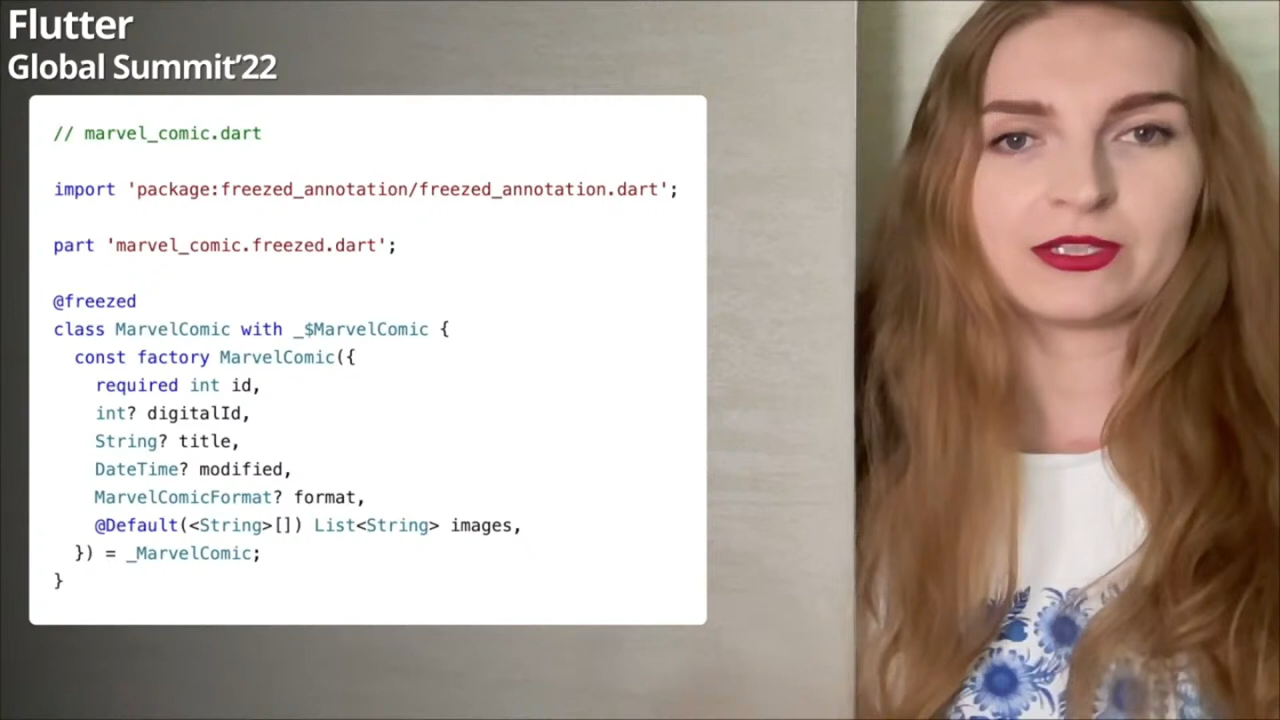 Flutter
Global Summit'22
// marvel_comic.dart
import 'package:freezed_annotation/freezed_annotation.dart';
part 'marvel_comic.freezed.dart';
@freezed
class MarvelComic with _$MarvelComic {
  const factory MarvelComic({
    required int id,
    int? digitalId,
    String? title,
    DateTime? modified,
    MarvelComicFormat? format,
    @Default(<String>[]) List<String> images,
  }) = _MarvelComic;
}